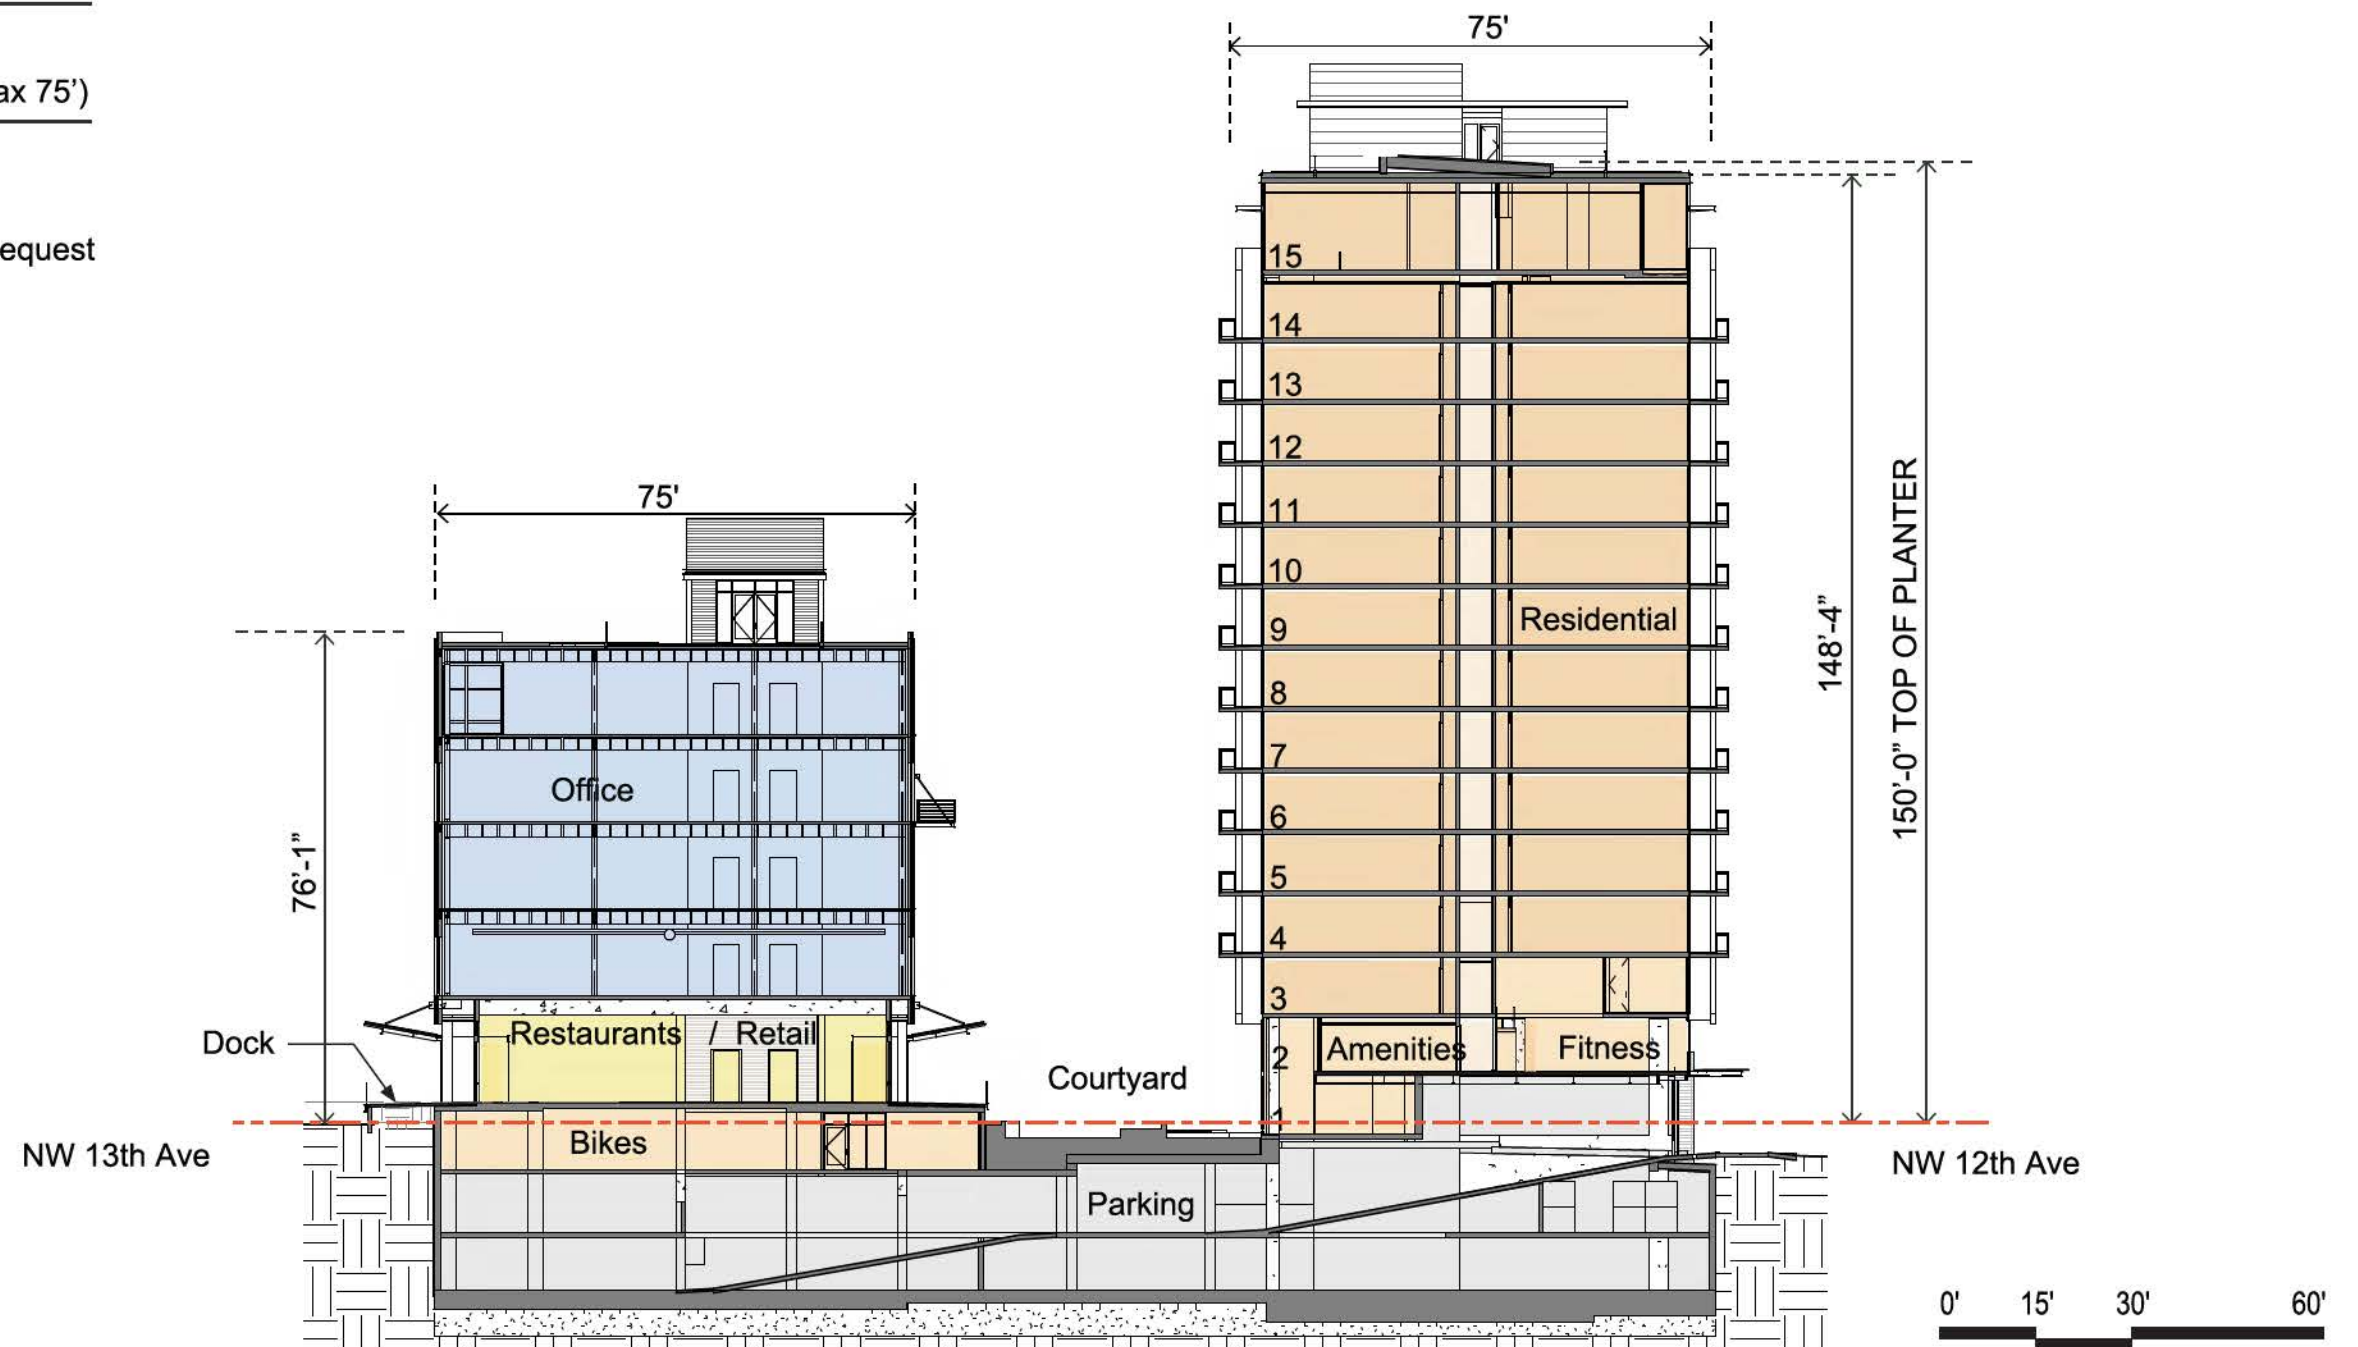 ax 75’)
equest
75'
75'
15
14
13
12
11
10
9
8
7
6
5
4
3
2
1
Residential
Amenities
Fitness
148’-4”
150’-0” TOP OF PLANTER
76’-1”
Office
Restaurants / Retail
Dock
Courtyard
Bikes
Parking
NW 13th Ave
NW 12th Ave
0' 15' 30' 60'